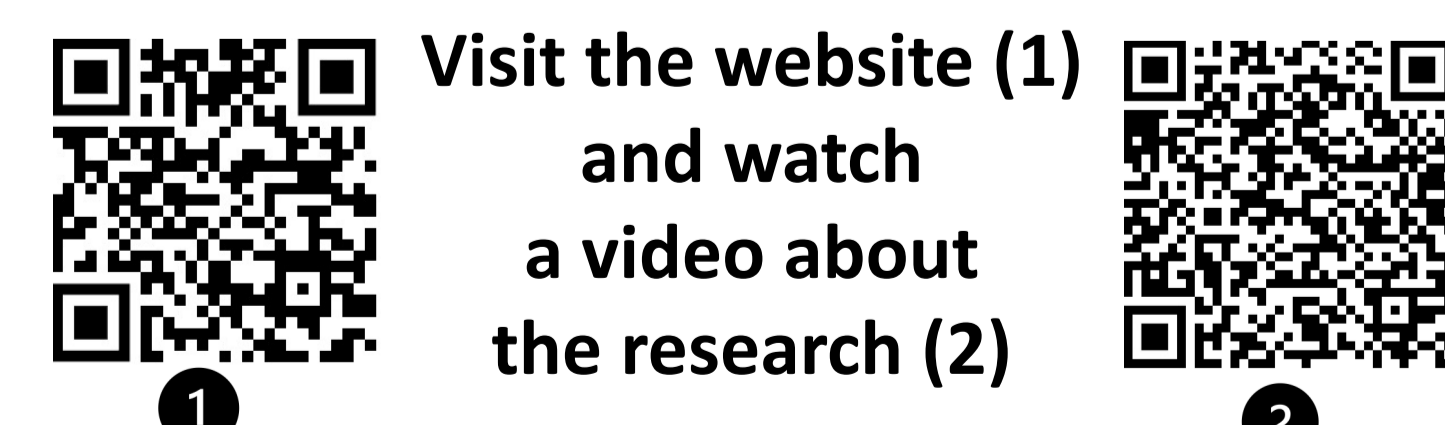 Visit the website (1)
and watch
a video about
the research (2)
1
2